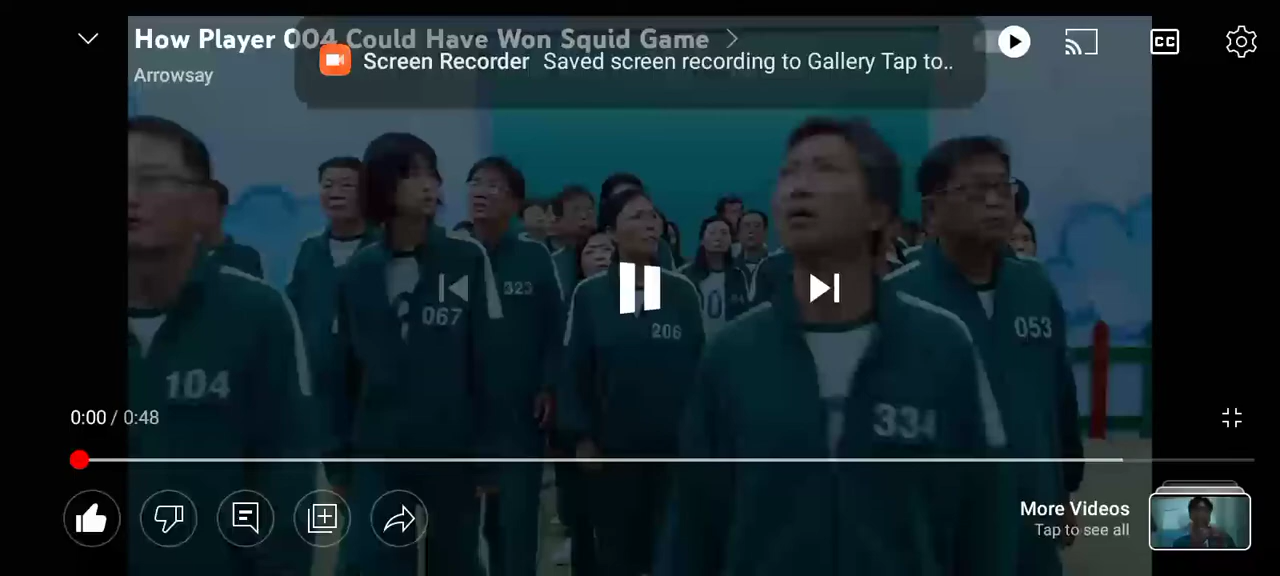 How Player 004 Could Have Won Squid Game
Screen Recorder Saved screen recording to Gallery Tap to..
Arrowsay
CC
323
067
206
053
104
334
0:00 / 0:48
More Videos
Tap to see all